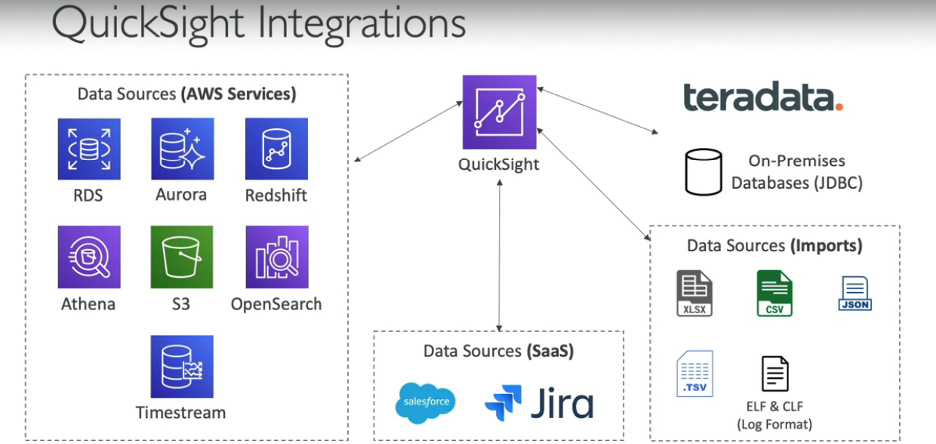 QuickSight Integrations
Data Sources (AWS Services)
RDS
Aurora
Redshift
Athena
S3
OpenSearch
Timestream
QuickSight
Data Sources (SaaS)
salesforce
Jira
teradata.
On-Premises
Databases (JDBC)
Data Sources (Imports)
XLSX
CSV
JSON
.TSV
ELF & CLF
(Log Format)